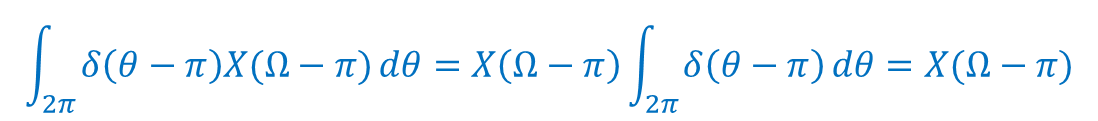 ∫_{2π} δ(θ − π)X(Ω − π) dθ = X(Ω − π) ∫_{2π} δ(θ − π) dθ = X(Ω − π)